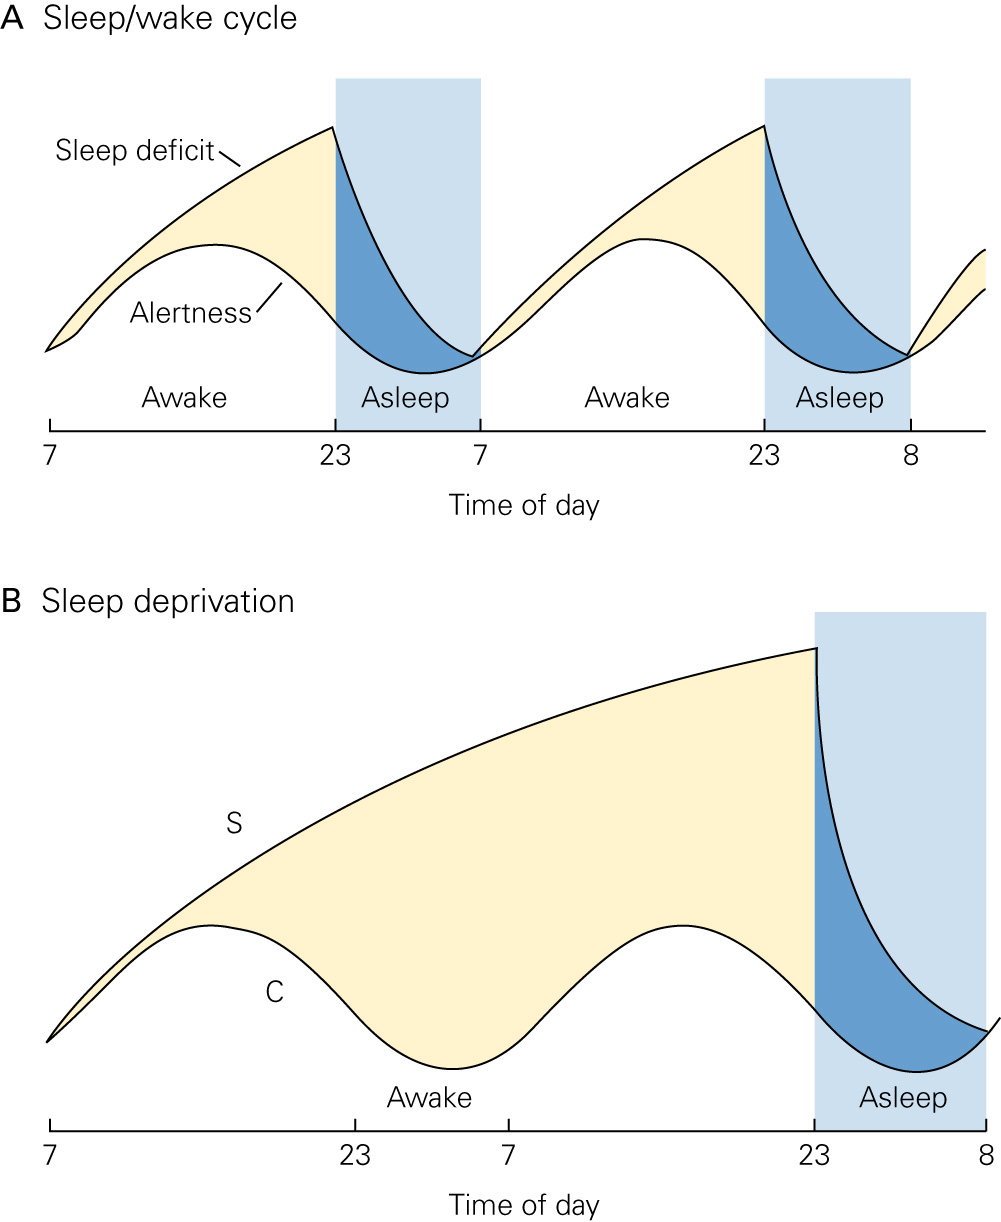 A Sleep/wake cycle
Sleep deficit
Alertness
Awake Asleep Awake Asleep
7 23 7 23 8
Time of day
B Sleep deprivation
S
C
Awake Asleep
7 23 7 23 8
Time of day